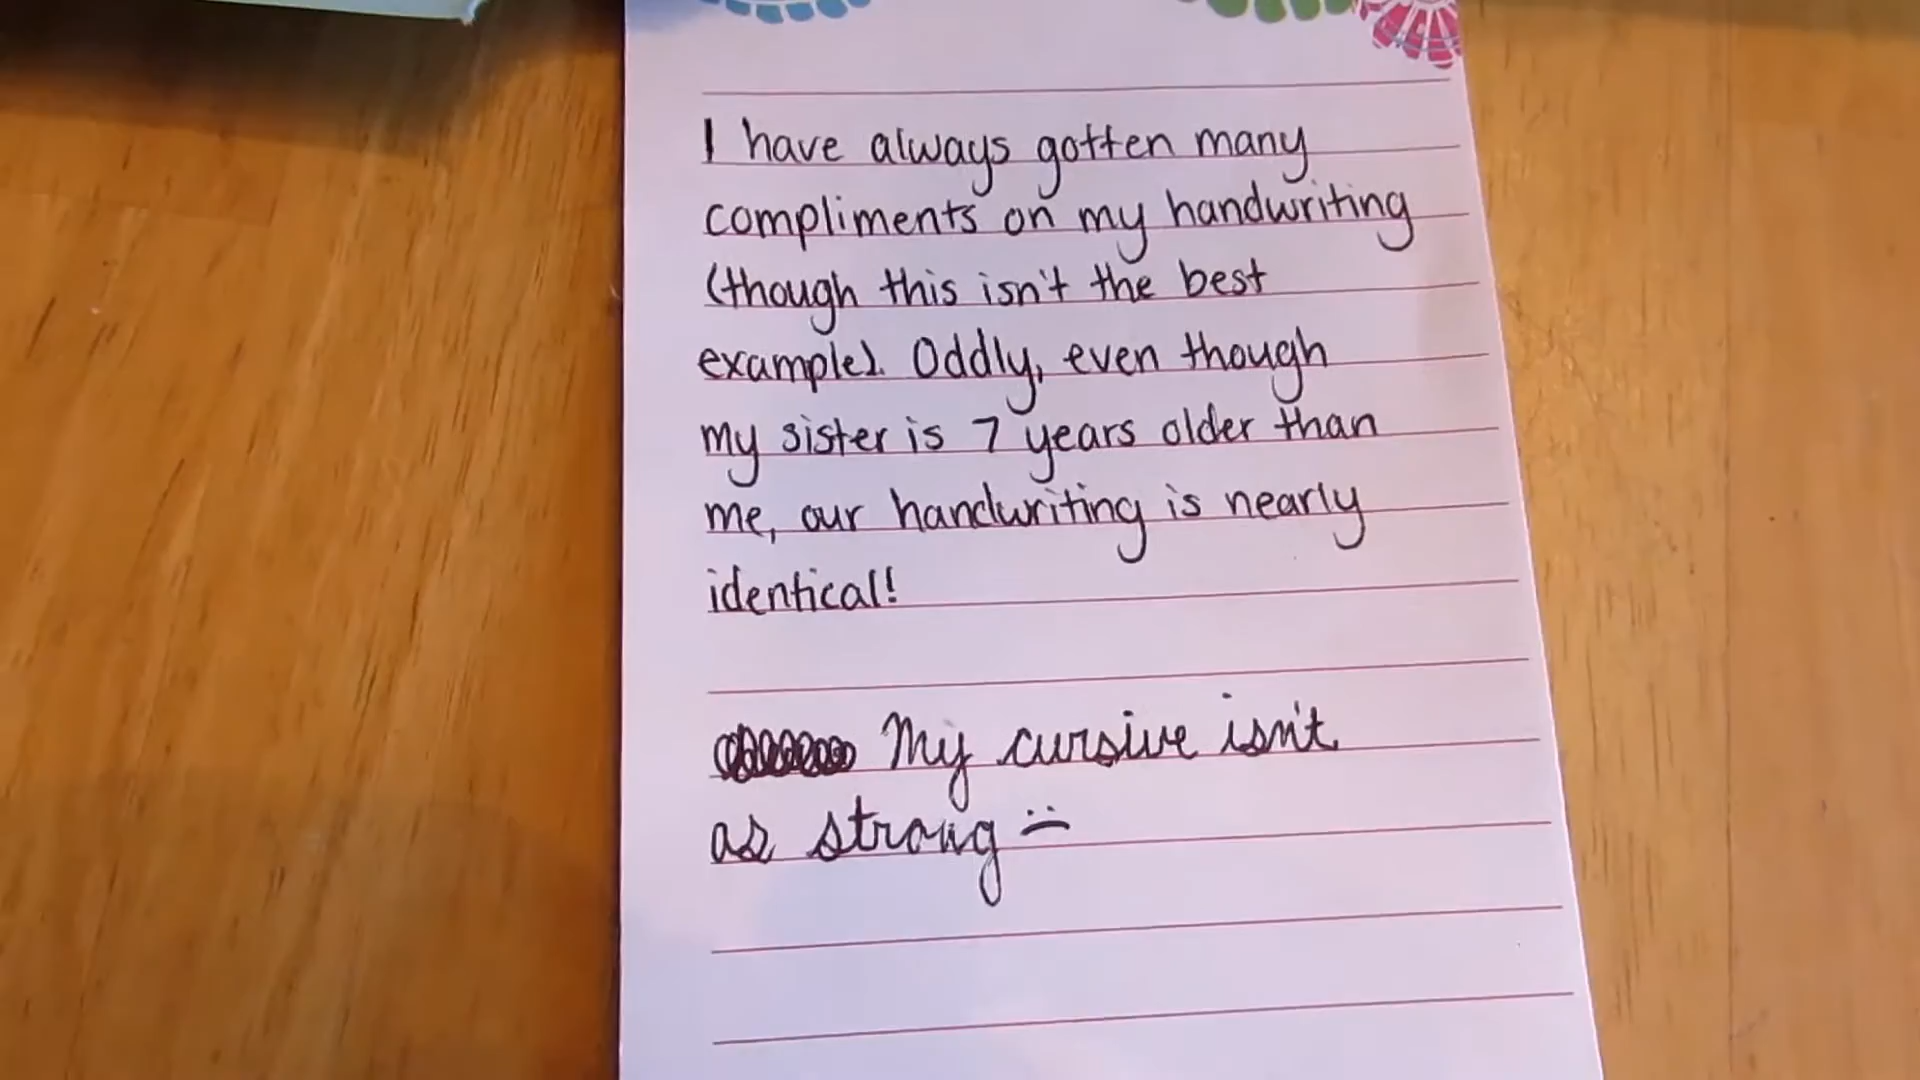 I have always gotten many
compliments on my handwriting
(though this isn't the best
example). Oddly, even though
my sister is 7 years older than
me, our handwriting is nearly
identical!
My cursive isn't
as strong :(